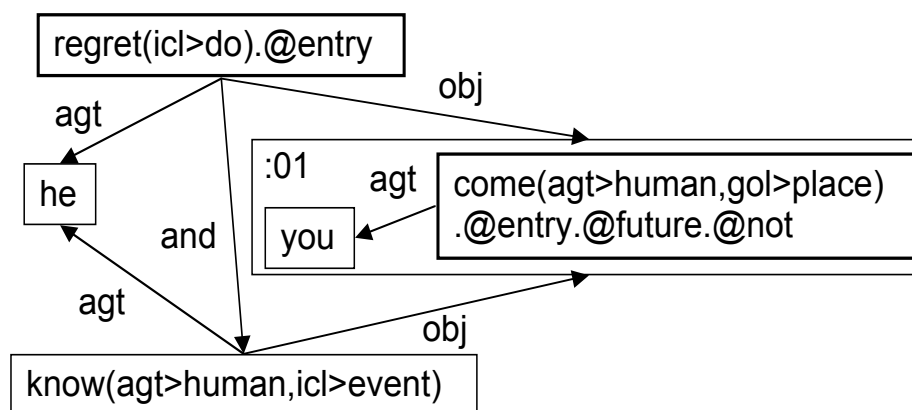 regret(icl>do).@entry
obj
agt
:01
agt
come(agt>human,gol>place)
.@entry.@future.@not
he
you
and
agt
obj
know(agt>human,icl>event)